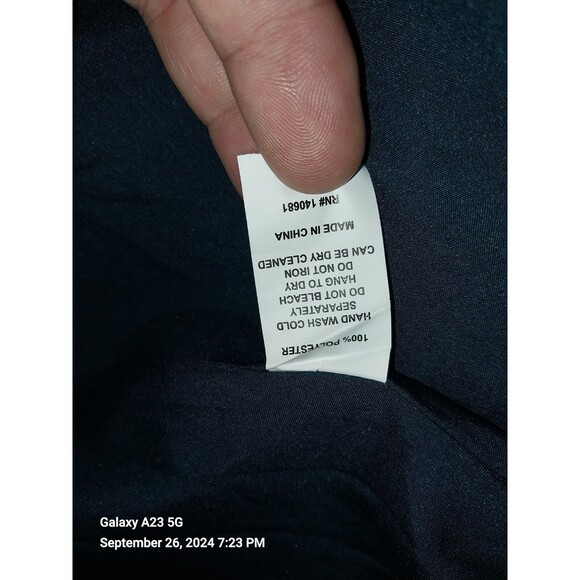 100% POLYESTER
HAND WASH COLD
SEPARATELY
DO NOT BLEACH
HANG TO DRY
DO NOT IRON
CAN BE DRY CLEANED
MADE IN CHINA
RN# 140681
Galaxy A23 5G
September 26, 2024 7:23 PM